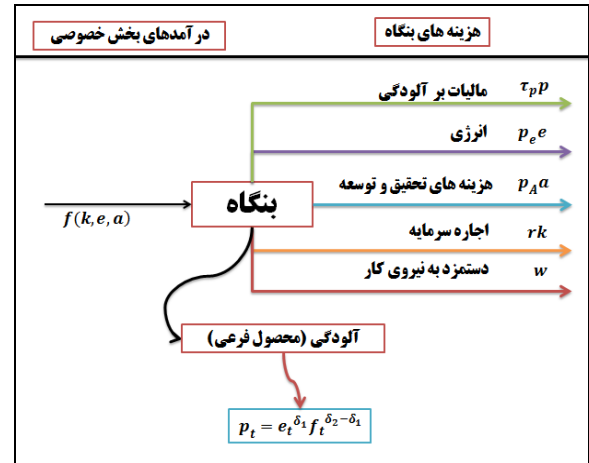 هزینه های بنگاه
درآمدهای بخش خصوصی
مالیات بر آلودگی τ_p p
انرژی p_e e
هزینه های تحقیق و توسعه p_A a
بنگاه
f(k, e, a)
اجاره سرمایه rk
دستمزد به نیروی کار w
آلودگی (محصول فرعی)
p_t = e_t^{δ_1} f_t^{δ_2-δ_1}